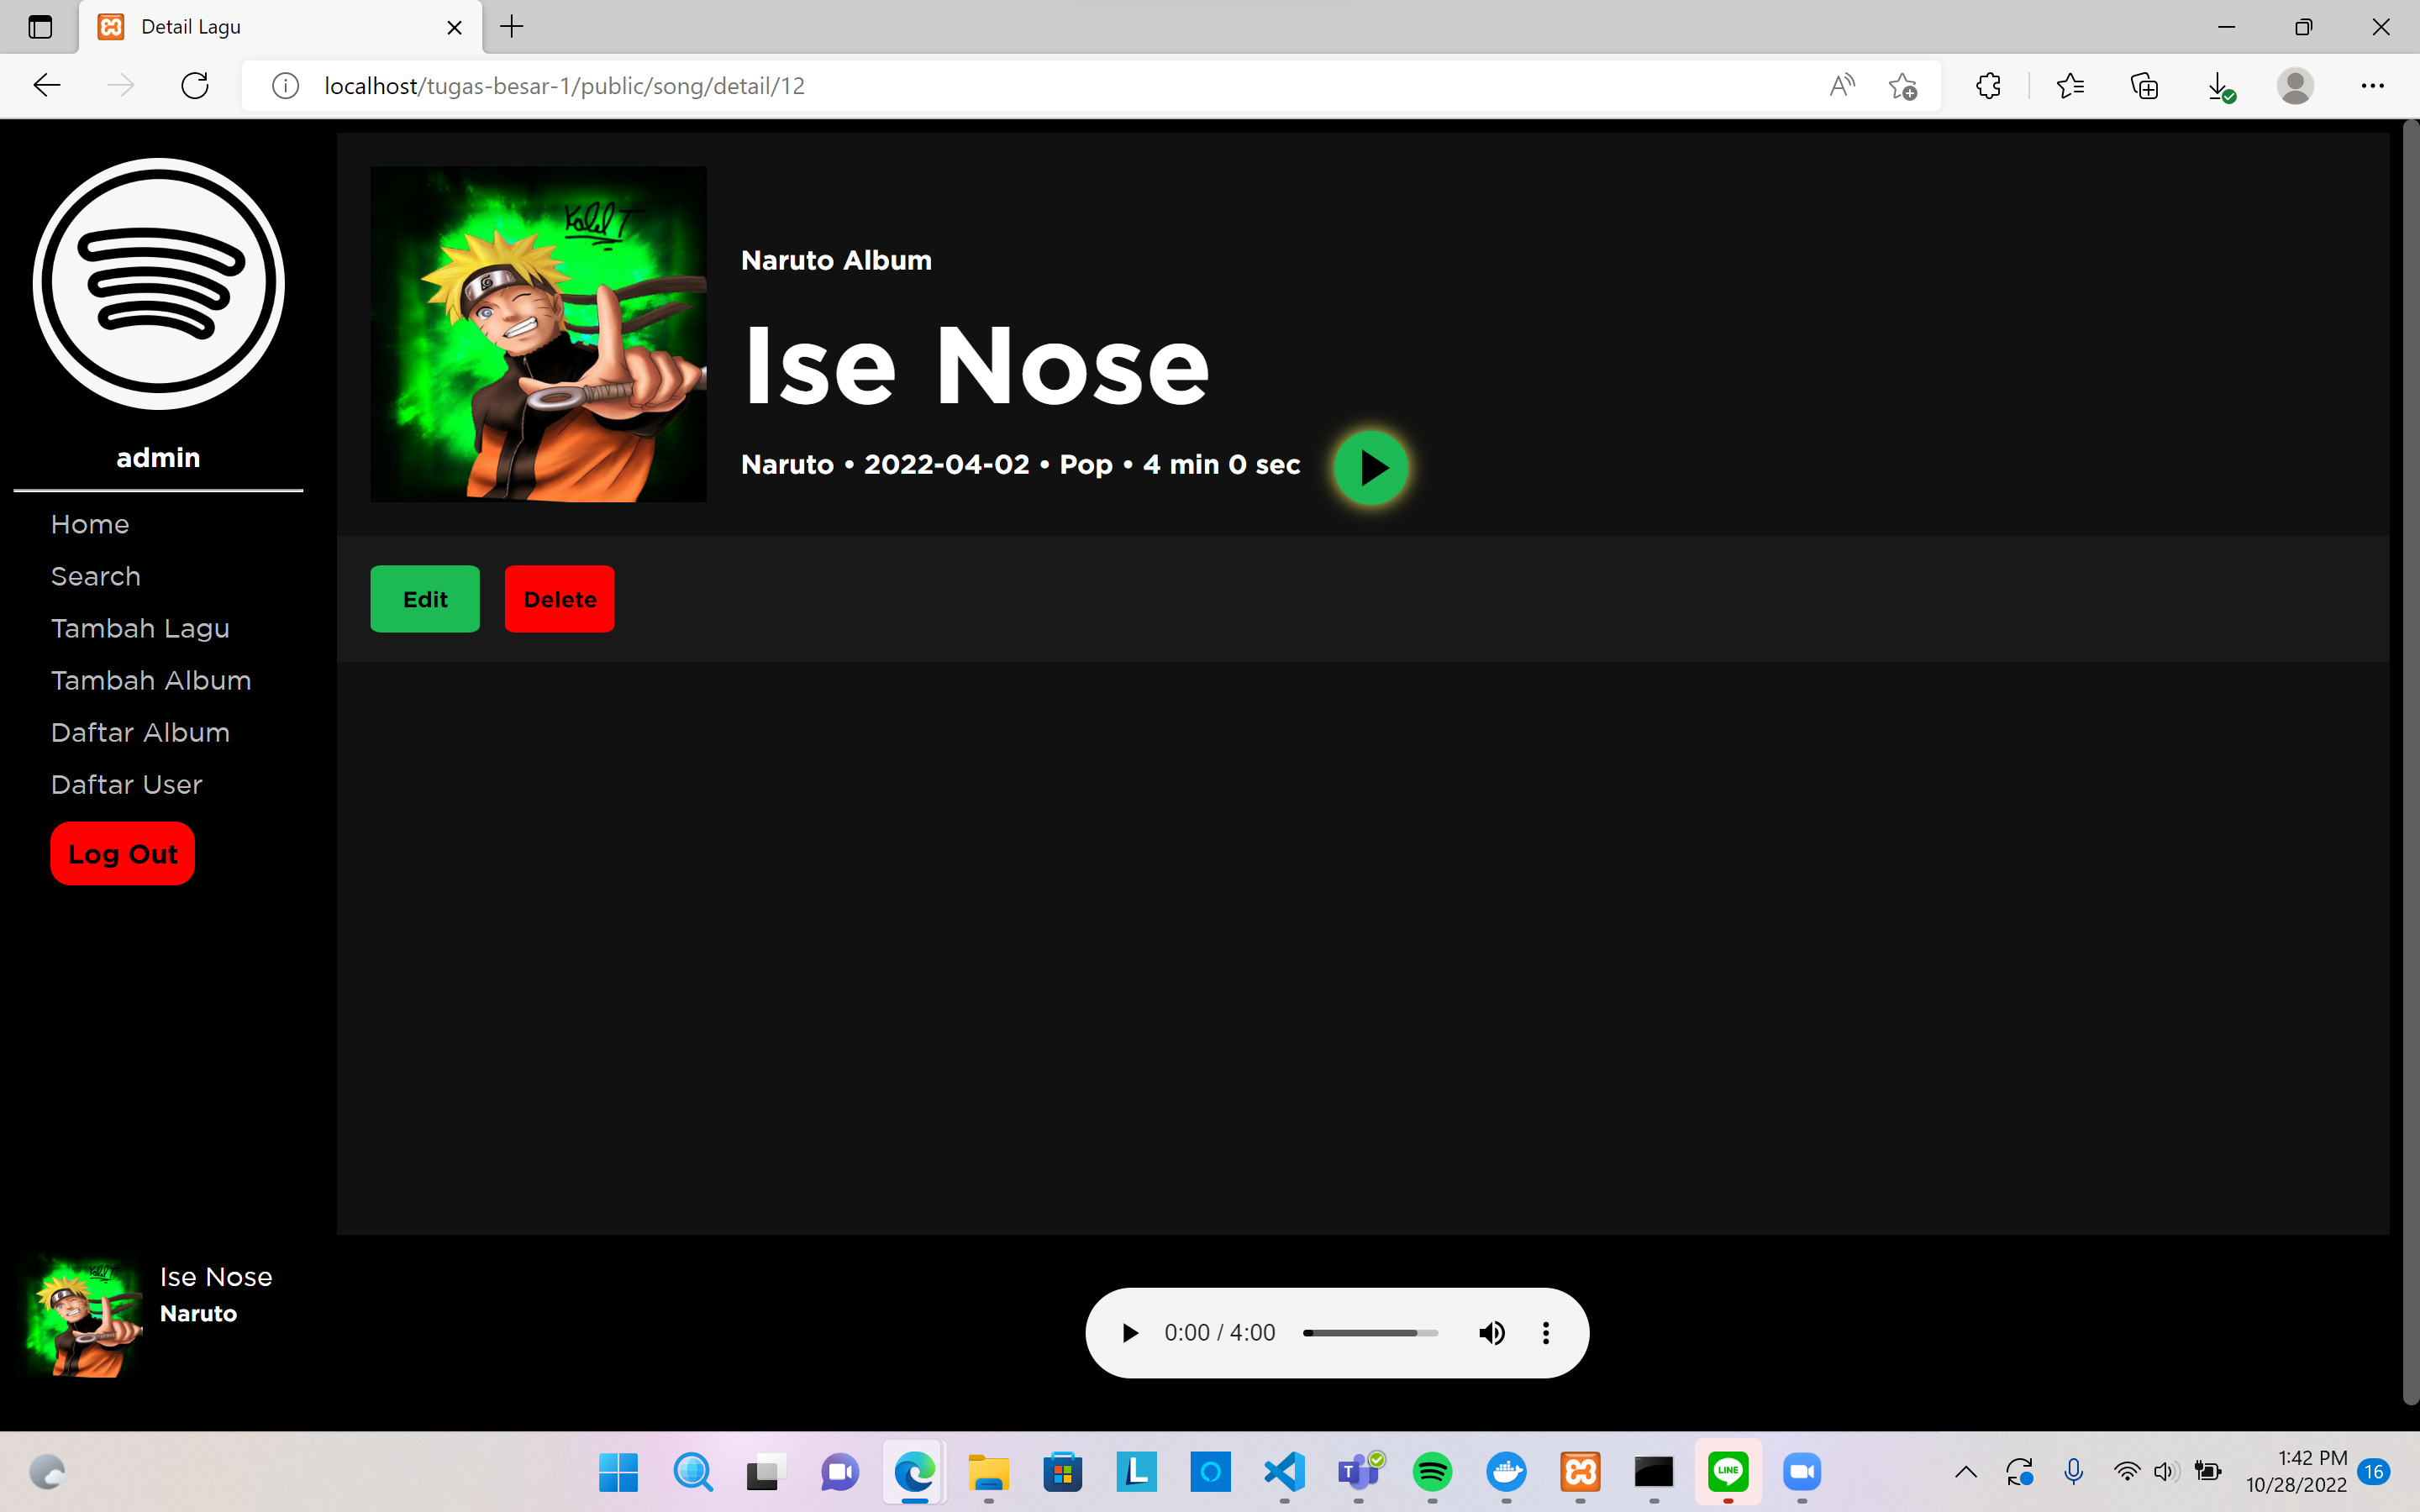 Detail Lagu
localhost/tugas-besar-1/public/song/detail/12
admin
Home
Search
Tambah Lagu
Tambah Album
Daftar Album
Daftar User
Log Out
Naruto Album
Ise Nose
Naruto • 2022-04-02 • Pop • 4 min 0 sec
Edit
Delete
Ise Nose
Naruto
0:00 / 4:00
LINE
1:42 PM
10/28/2022
16